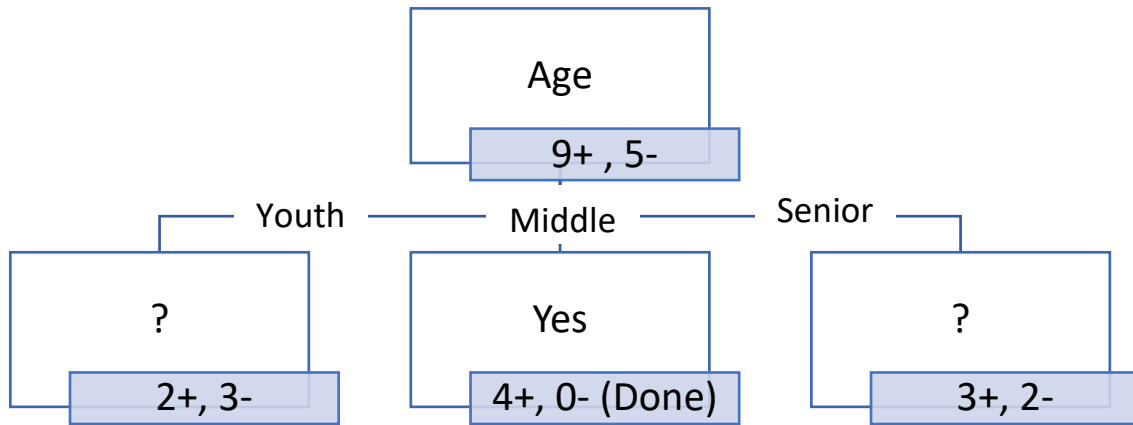 Age
9+ , 5-
Youth
Middle
Senior
?
Yes
?
2+, 3-
4+, 0- (Done)
3+, 2-